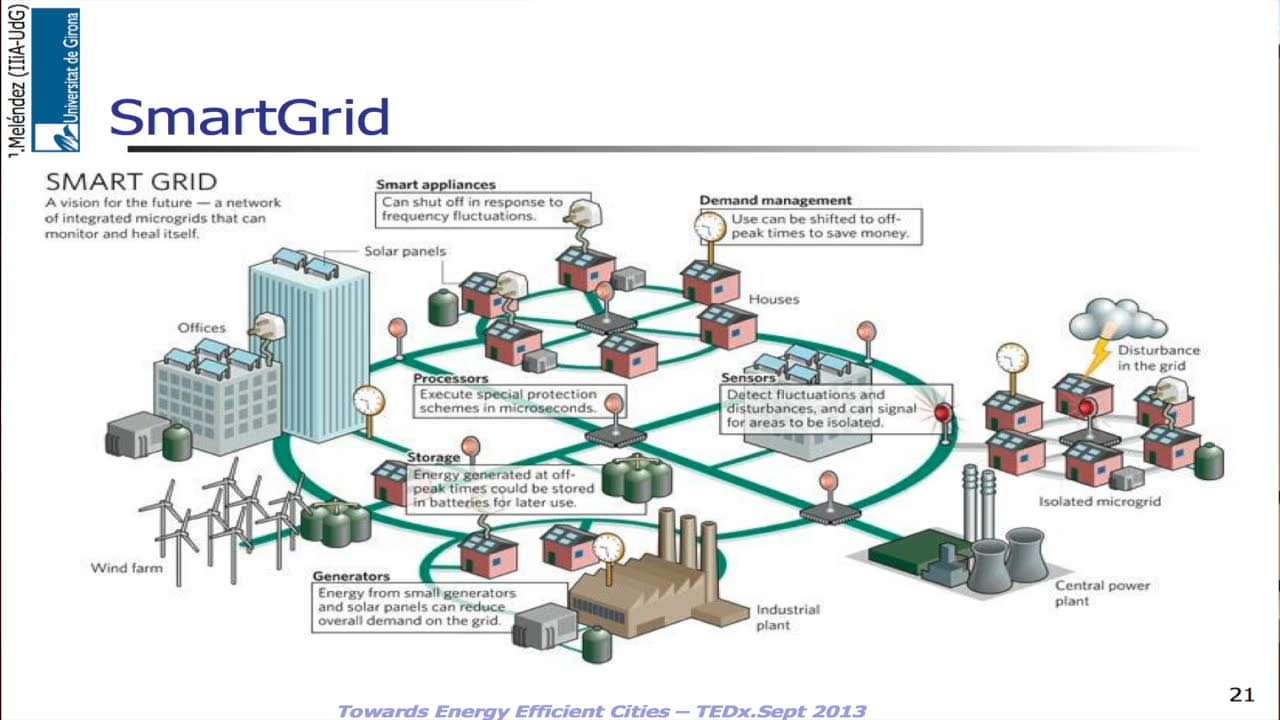 J.Meléndez (IIiA-UdG)
Universitat de Girona
SmartGrid
SMART GRID
A vision for the future — a network
of integrated microgrids that can
monitor and heal itself.
Smart appliances
Can shut off in response to
frequency fluctuations.
Demand management
Use can be shifted to off-
peak times to save money.
Solar panels
Houses
Offices
Disturbance
in the grid
Processors
Execute special protection
schemes in microseconds.
Sensors
Detect fluctuations and
disturbances, and can signal
for areas to be isolated.
Storage
Energy generated at off-
peak times could be stored
in batteries for later use.
Isolated microgrid
Wind farm
Generators
Energy from small generators
and solar panels can reduce
overall demand on the grid.
Industrial
plant
Central power
plant
Towards Energy Efficient Cities – TEDx.Sept 2013
21